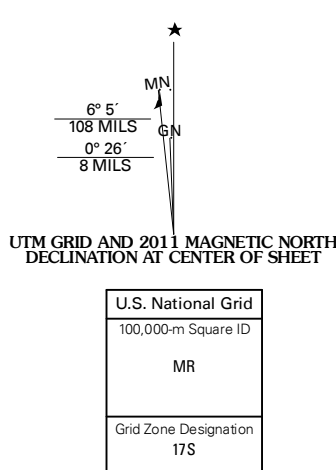 ★
MN
6° 5´
108 MILS
GN
0° 26´
8 MILS
UTM GRID AND 2011 MAGNETIC NORTH
DECLINATION AT CENTER OF SHEET
U.S. National Grid
100,000-m Square ID
MR
Grid Zone Designation
17S